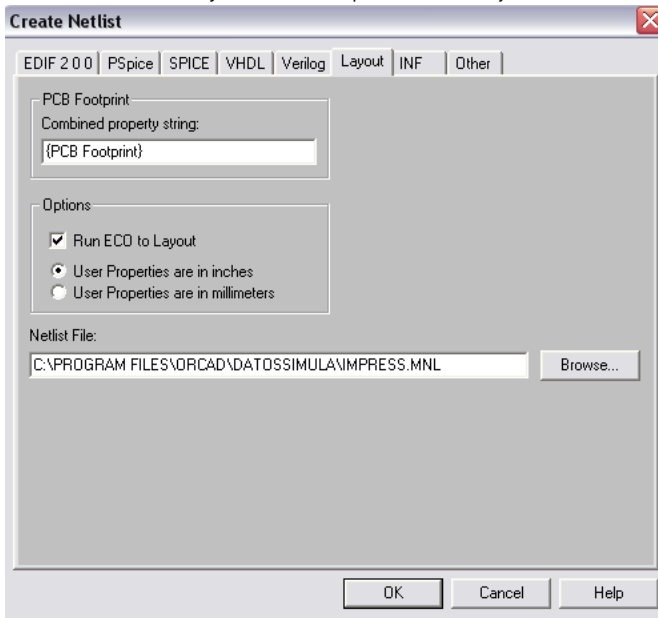 Create Netlist
EDIF 2 0 0 PSpice SPICE VHDL Verilog Layout INF Other
PCB Footprint
Combined property string:
{PCB Footprint}
Options
Run ECO to Layout
User Properties are in inches
User Properties are in millimeters
Netlist File:
C:\PROGRAM FILES\ORCAD\DATOSSIMULA\IMPRESS.MNL
Browse...
OK Cancel Help